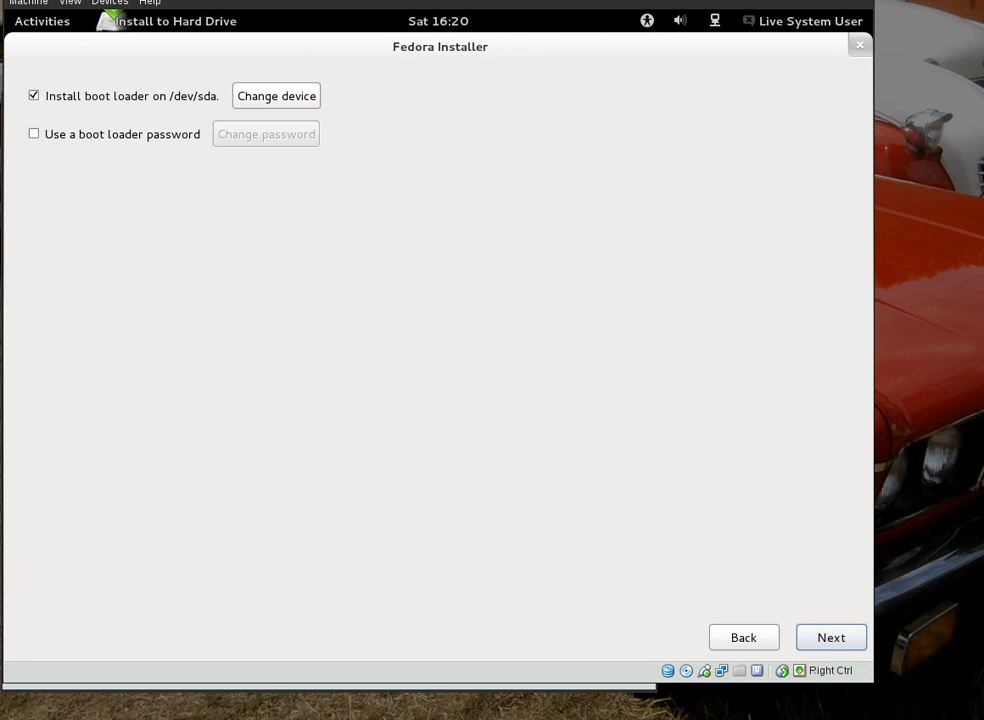 Machine View Devices Help
Activities Install to Hard Drive Sat 16:20 Live System User
Fedora Installer
Install boot loader on /dev/sda. Change device
Use a boot loader password Change password
Back Next
Right Ctrl